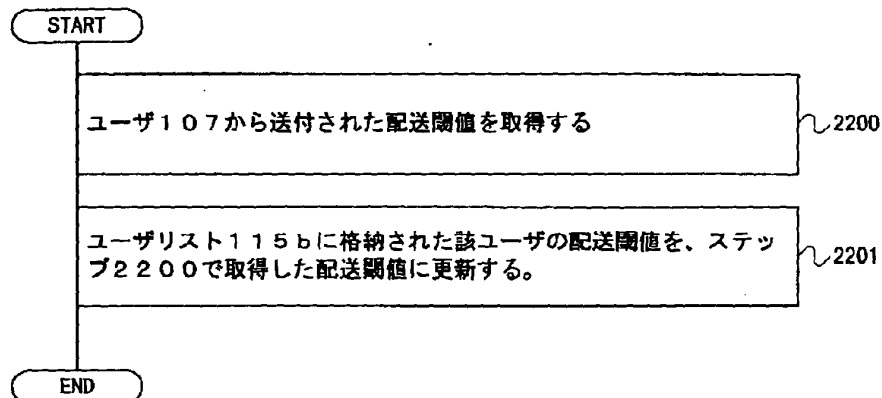 START
ユーザ107から送付された配送閾値を取得する
2200
ユーザリスト115bに格納された該ユーザの配送閾値を、ステッ
プ2200で取得した配送閾値に更新する。
2201
END